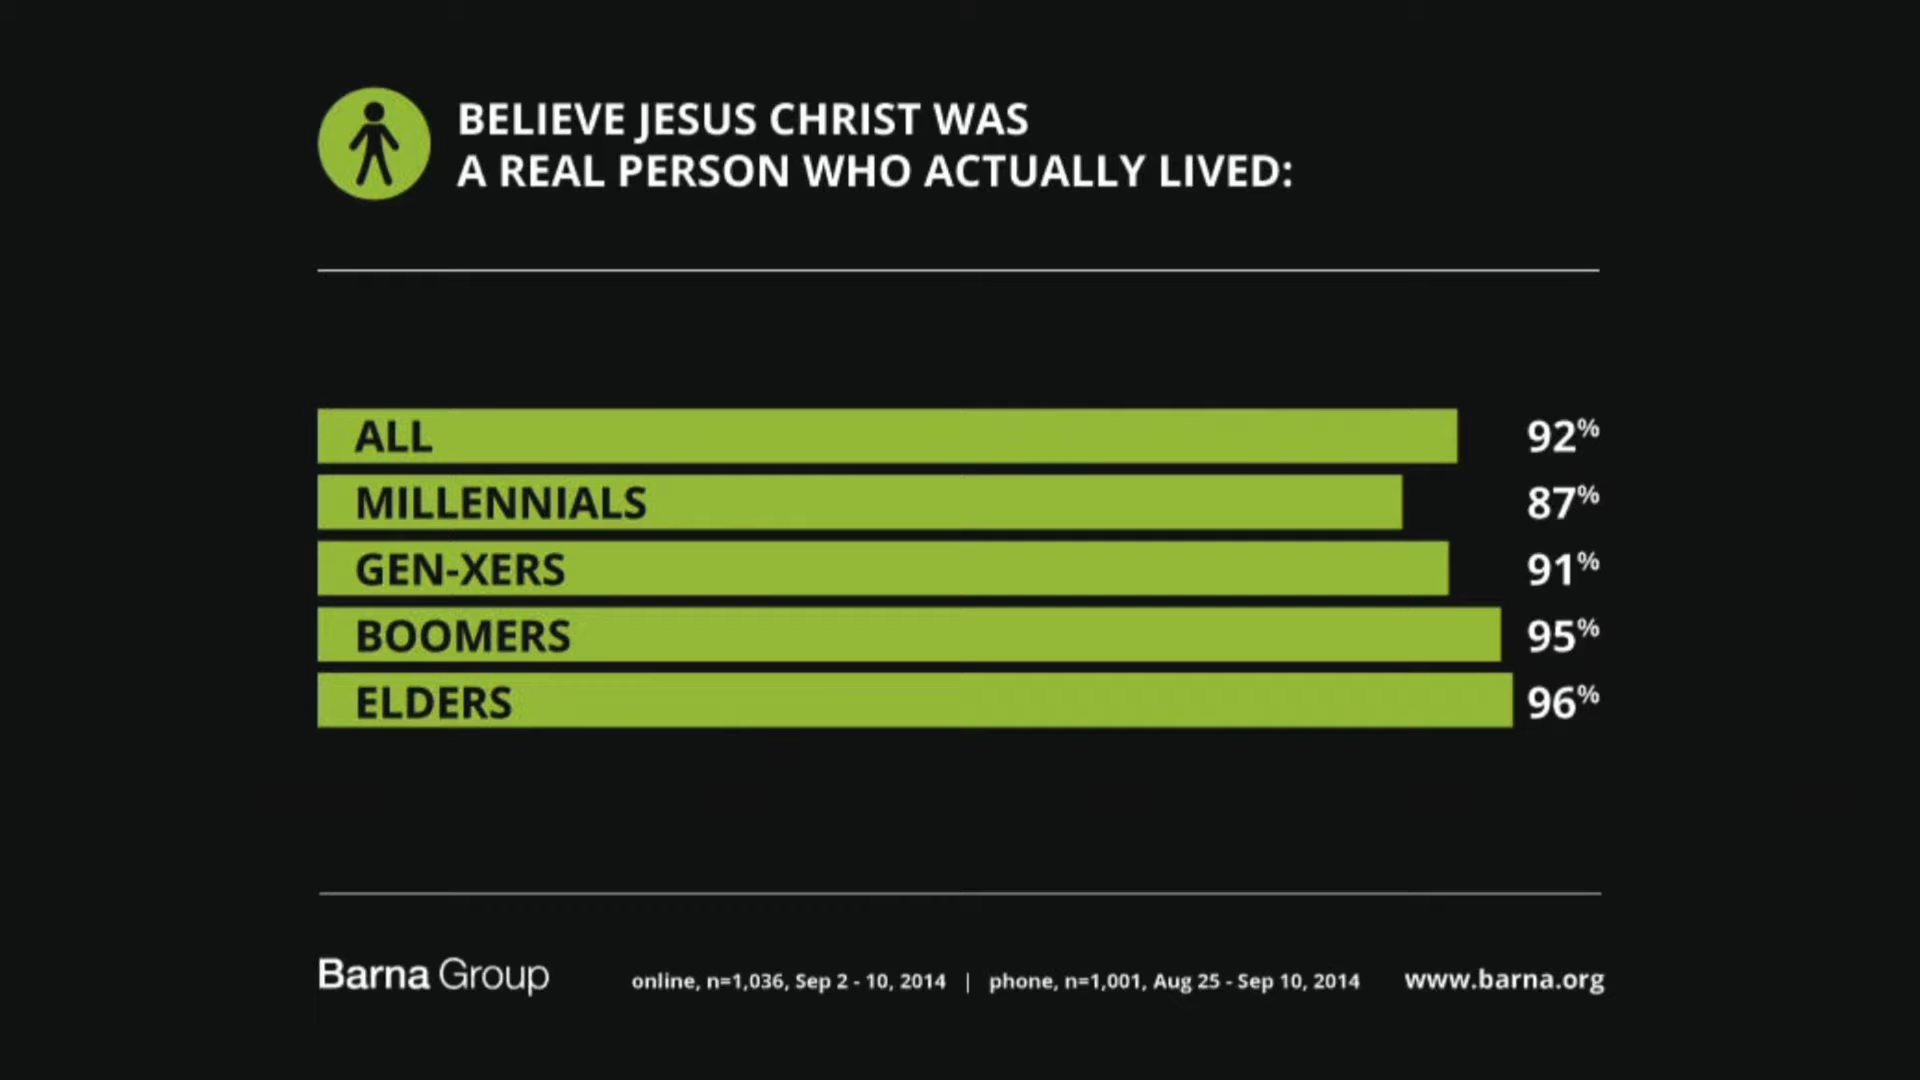 BELIEVE JESUS CHRIST WAS
A REAL PERSON WHO ACTUALLY LIVED:
ALL 92%
MILLENNIALS 87%
GEN-XERS 91%
BOOMERS 95%
ELDERS 96%
Barna Group online, n=1,036, Sep 2 - 10, 2014 | phone, n=1,001, Aug 25 - Sep 10, 2014 www.barna.org